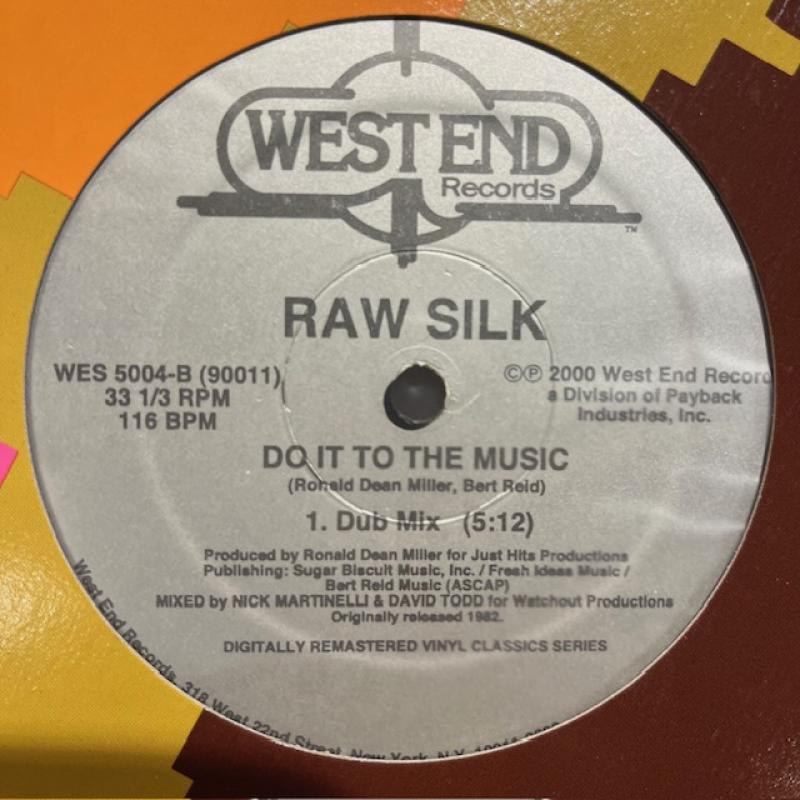 WEST END
Records
TM
RAW SILK
WES 5004-B (90011)
33 1/3 RPM
116 BPM
©℗ 2000 West End Record
a Division of Payback
Industries, Inc.
DO IT TO THE MUSIC
(Ronald Dean Miller, Bert Reid)
1. Dub Mix (5:12)
Produced by Ronald Dean Miller for Just Hits Productions
Publishing: Sugar Biscuit Music, Inc. / Fresh Ideas Music /
Bert Reid Music (ASCAP)
MIXED by NICK MARTINELLI & DAVID TODD for Watchout Productions
Originally released 1982.
DIGITALLY REMASTERED VINYL CLASSICS SERIES
West End Records, 318 West 22nd Street, New York, N.Y.